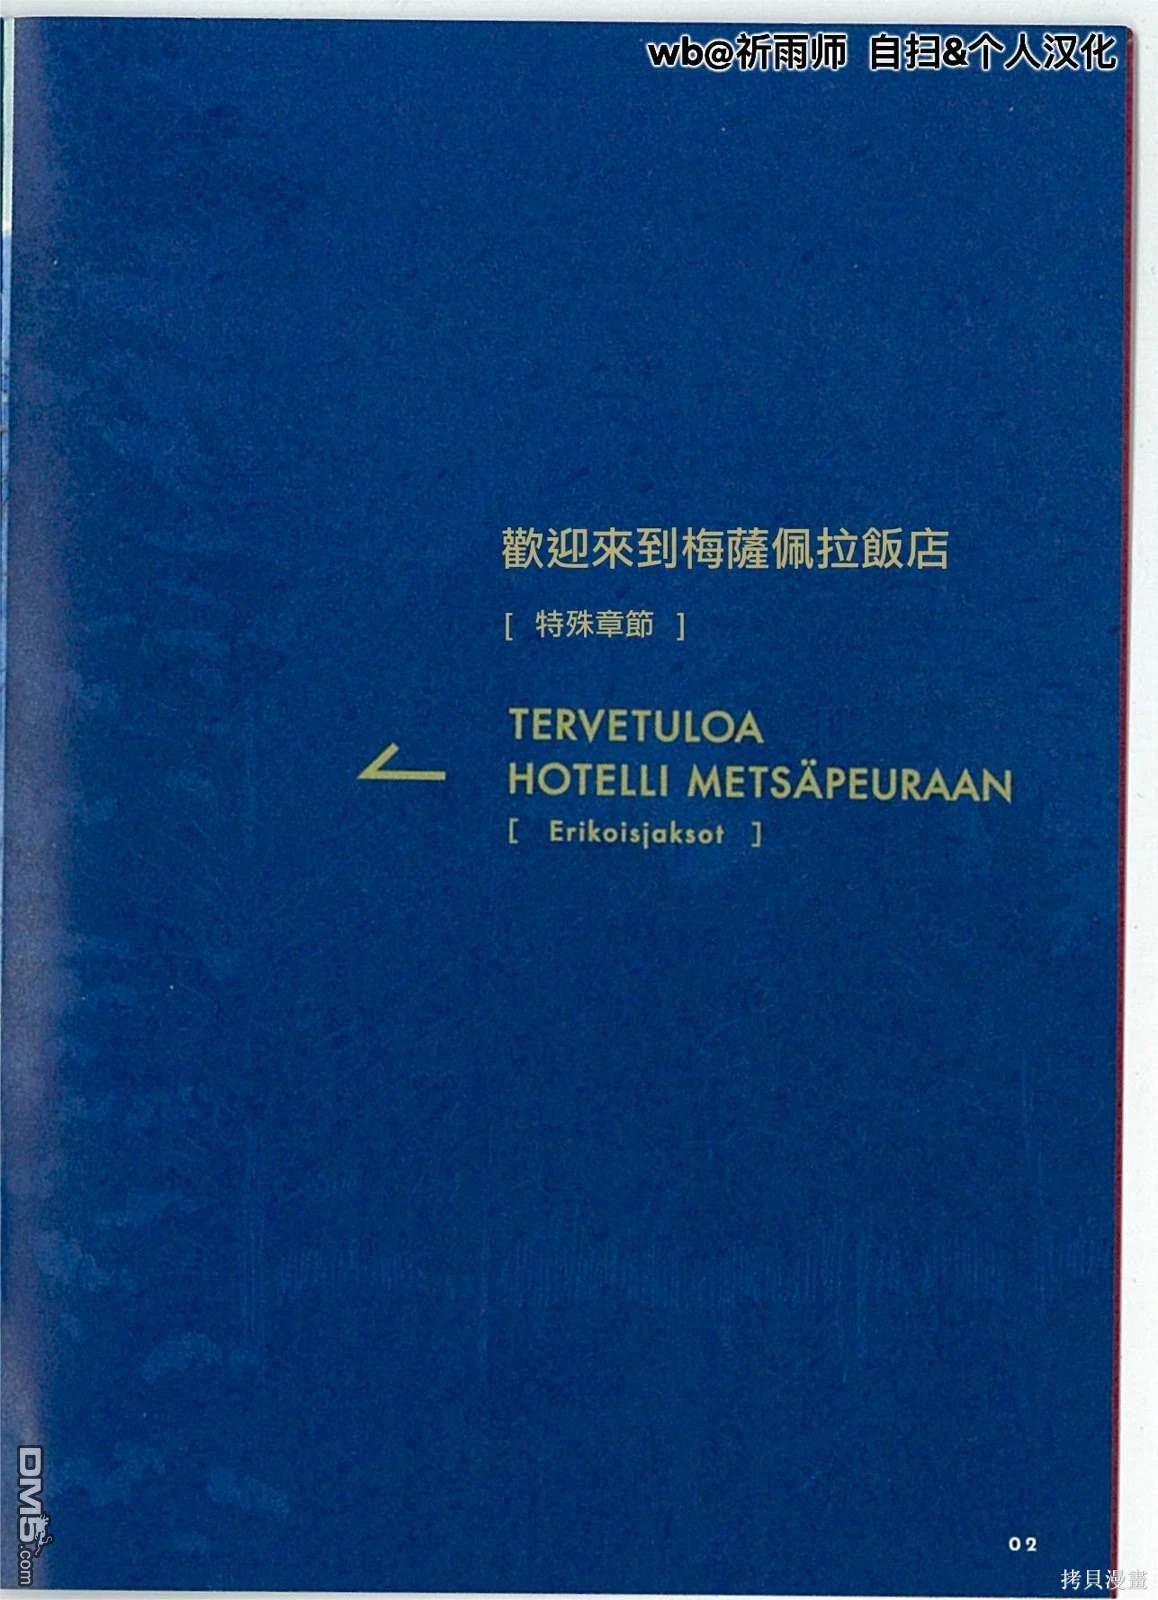 wb@祈雨师 自扫&个人汉化
歡迎來到梅薩佩拉飯店
[ 特殊章節 ]
TERVETULOA
HOTELLI METSÄPEURAAN
[ Erikoisjaksot ]
DM5.com
02
拷貝漫畫